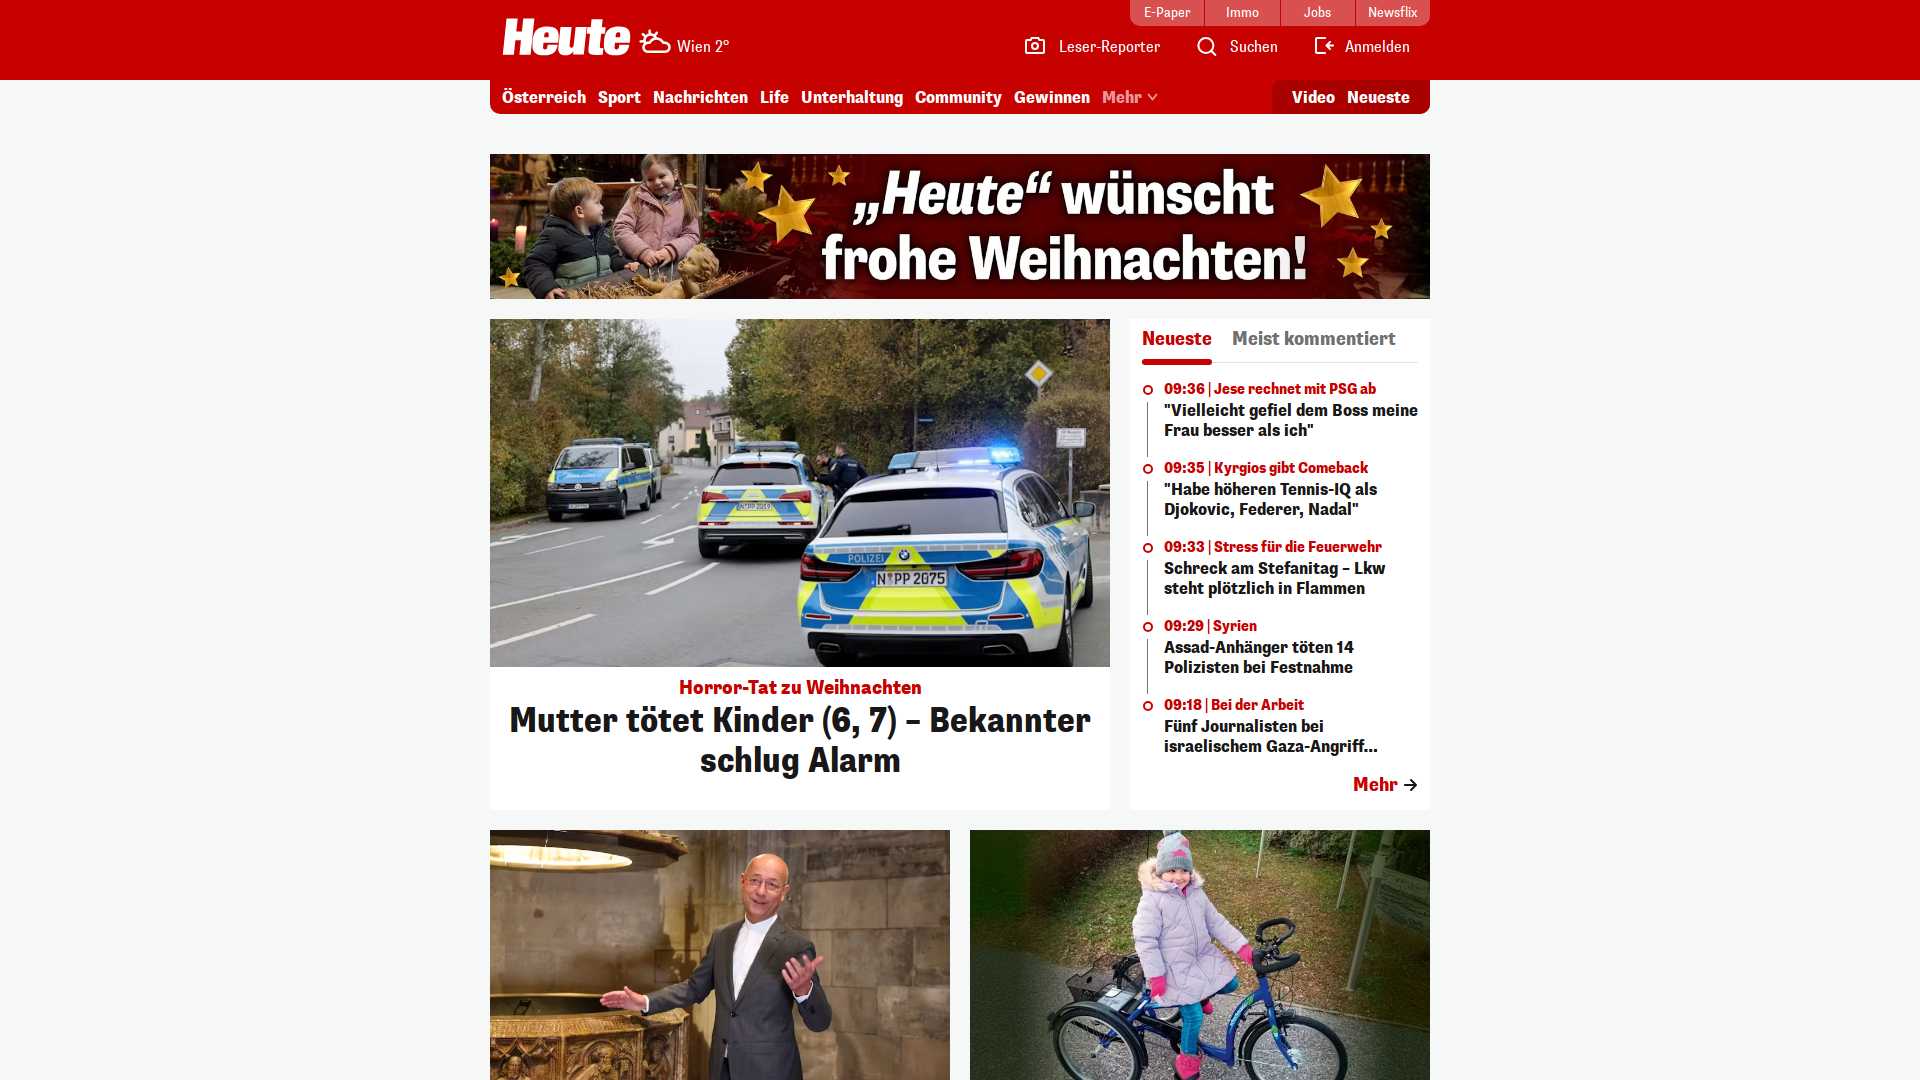 E-Paper
Immo
Jobs
Newsflix
Heute
Wien 2°
Leser-Reporter
Suchen
Anmelden
Österreich
Sport
Nachrichten
Life
Unterhaltung
Community
Gewinnen
Mehr
Video
Neueste
„Heute“ wünscht
frohe Weihnachten!
POLIZEI
N PP 2075
Horror-Tat zu Weihnachten
Mutter tötet Kinder (6, 7) – Bekannter
schlug Alarm
Neueste
Meist kommentiert
09:36 | Jese rechnet mit PSG ab
"Vielleicht gefiel dem Boss meine
Frau besser als ich"
09:35 | Kyrgios gibt Comeback
"Habe höheren Tennis-IQ als
Djokovic, Federer, Nadal"
09:33 | Stress für die Feuerwehr
Schreck am Stefanitag – Lkw
steht plötzlich in Flammen
09:29 | Syrien
Assad-Anhänger töten 14
Polizisten bei Festnahme
09:18 | Bei der Arbeit
Fünf Journalisten bei
israelischem Gaza-Angriff...
Mehr